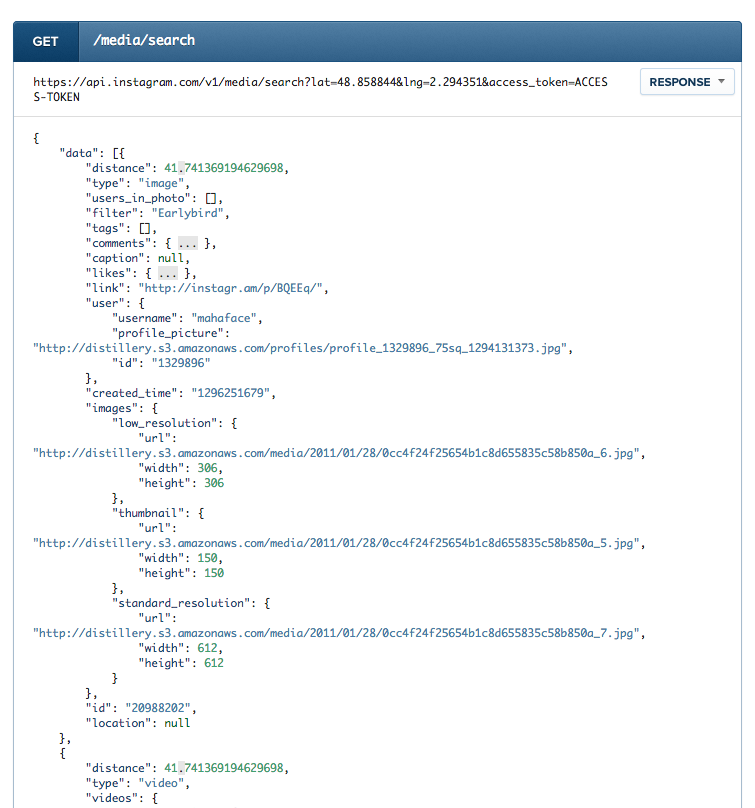 GET /media/search
https://api.instagram.com/v1/media/search?lat=48.858844&lng=2.294351&access_token=ACCES
S-TOKEN
RESPONSE
{
"data": [{
"distance": 41.741369194629698,
"type": "image",
"users_in_photo": [],
"filter": "Earlybird",
"tags": [],
"comments": { ... },
"caption": null,
"likes": { ... },
"link": "http://instagr.am/p/BQEEq/",
"user": {
"username": "mahaface",
"profile_picture":
"http://distillery.s3.amazonaws.com/profiles/profile_1329896_75sq_1294131373.jpg",
"id": "1329896"
},
"created_time": "1296251679",
"images": {
"low_resolution": {
"url":
"http://distillery.s3.amazonaws.com/media/2011/01/28/0cc4f24f25654b1c8d655835c58b850a_6.jpg",
"width": 306,
"height": 306
},
"thumbnail": {
"url":
"http://distillery.s3.amazonaws.com/media/2011/01/28/0cc4f24f25654b1c8d655835c58b850a_5.jpg",
"width": 150,
"height": 150
},
"standard_resolution": {
"url":
"http://distillery.s3.amazonaws.com/media/2011/01/28/0cc4f24f25654b1c8d655835c58b850a_7.jpg",
"width": 612,
"height": 612
}
},
"id": "20988202",
"location": null
},
{
"distance": 41.741369194629698,
"type": "video",
"videos": {